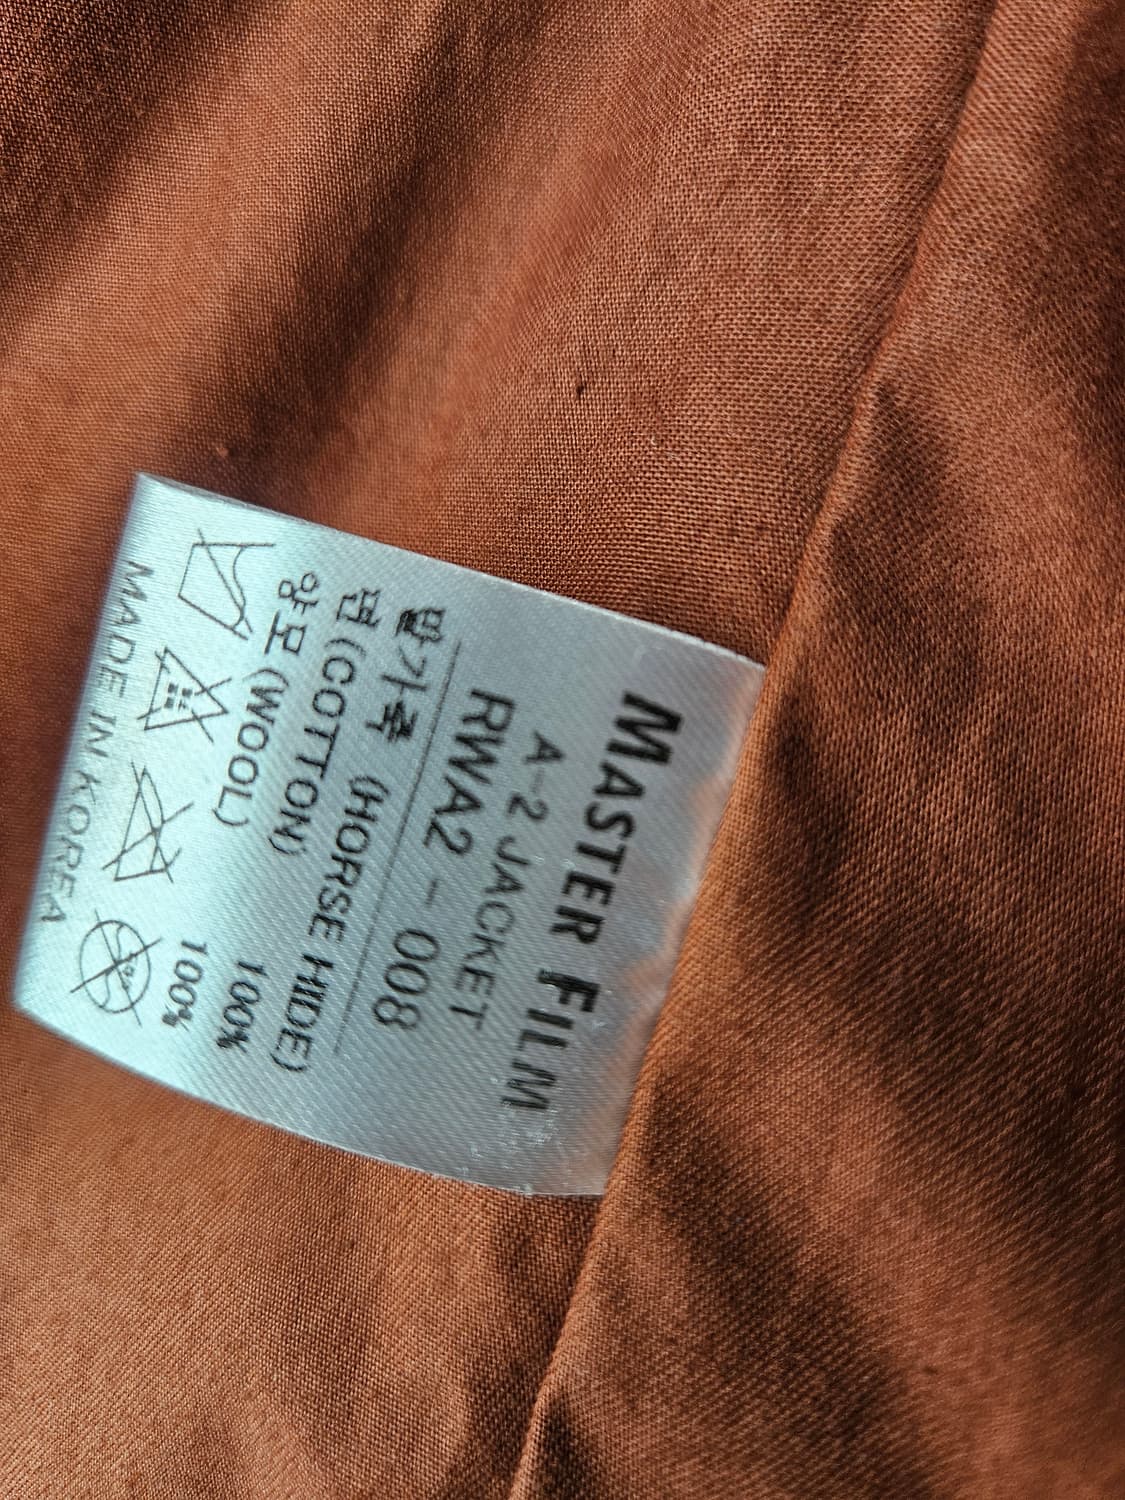 MASTER FILM
A-2 JACKET
RWA2 - 008
말가죽 (HORSE HIDE)
면(COTTON) 100%
양모 (WOOL) 100%
MADE IN KOREA